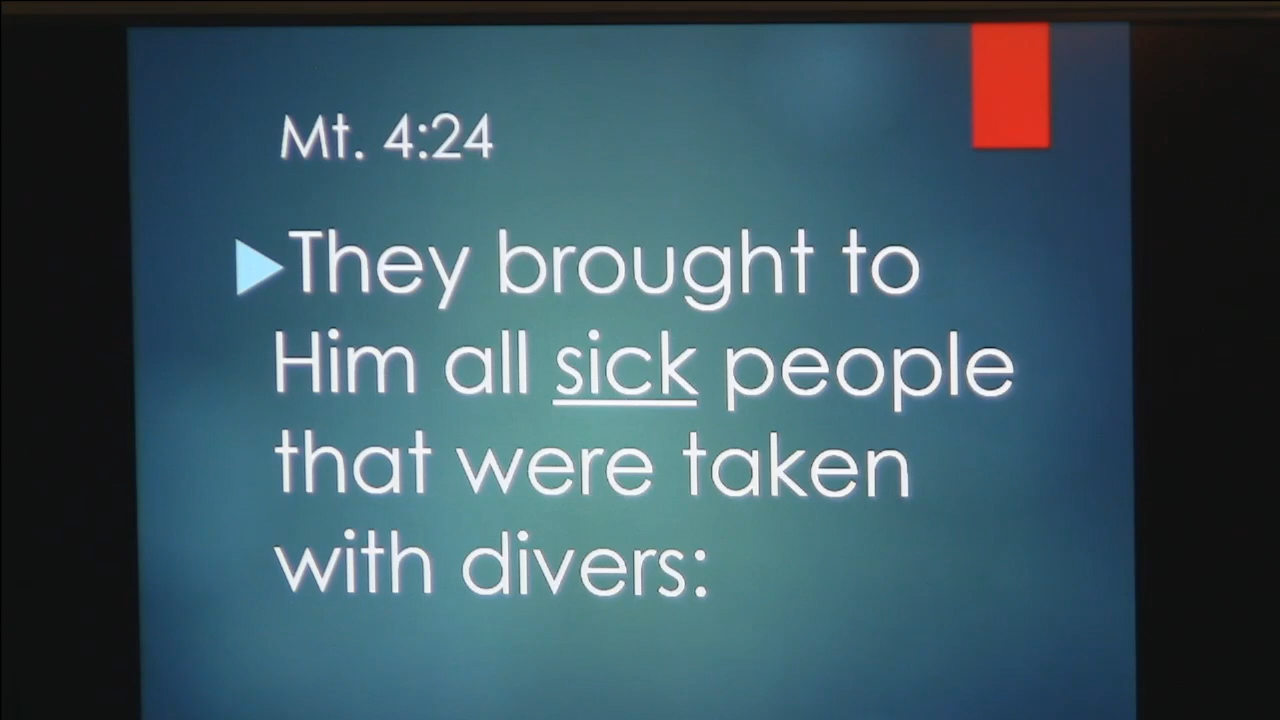 Mt. 4:24
They brought to
Him all sick people
that were taken
with divers: